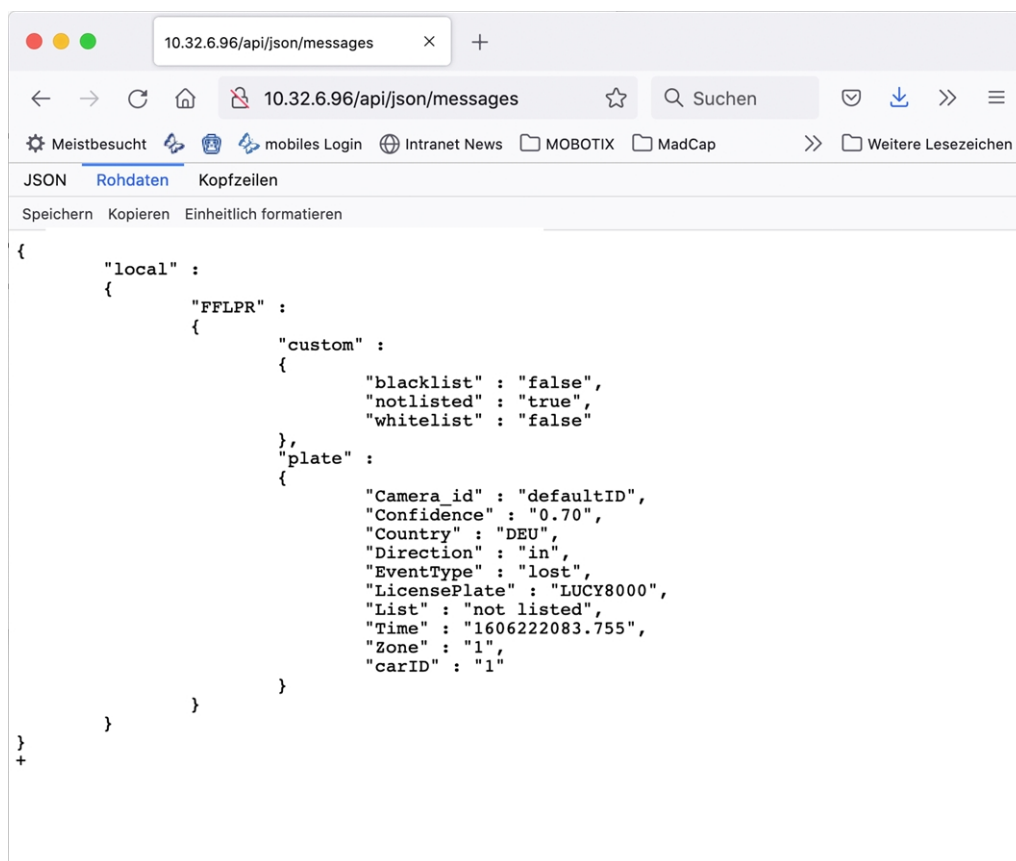 10.32.6.96/api/json/messages
10.32.6.96/api/json/messages Suchen
Meistbesucht mobiles Login Intranet News MOBOTIX MadCap Weitere Lesezeichen
JSON Rohdaten Kopfzeilen
Speichern Kopieren Einheitlich formatieren
{
"local" :
{
"FFLPR" :
{
"custom" :
{
"blacklist" : "false",
"notlisted" : "true",
"whitelist" : "false"
},
"plate" :
{
"Camera_id" : "defaultID",
"Confidence" : "0.70",
"Country" : "DEU",
"Direction" : "in",
"EventType" : "lost",
"LicensePlate" : "LUCY8000",
"List" : "not listed",
"Time" : "1606222083.755",
"Zone" : "1",
"carID" : "1"
}
}
}
}
+